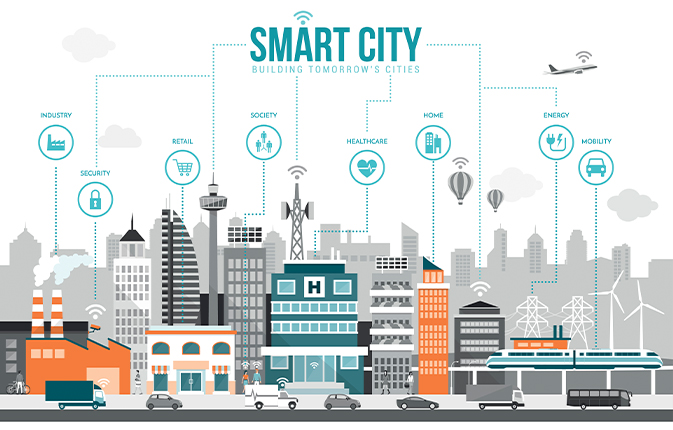 SMART CITY
BUILDING TOMORROW'S CITIES
INDUSTRY
SOCIETY
HOME
ENERGY
RETAIL
HEALTHCARE
MOBILITY
SECURITY
H